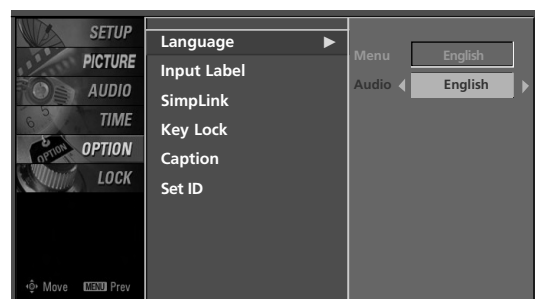 SETUP
PICTURE
AUDIO
TIME
OPTION
LOCK
Move MENU Prev
Language
Input Label
SimpLink
Key Lock
Caption
Set ID
Menu English
Audio English